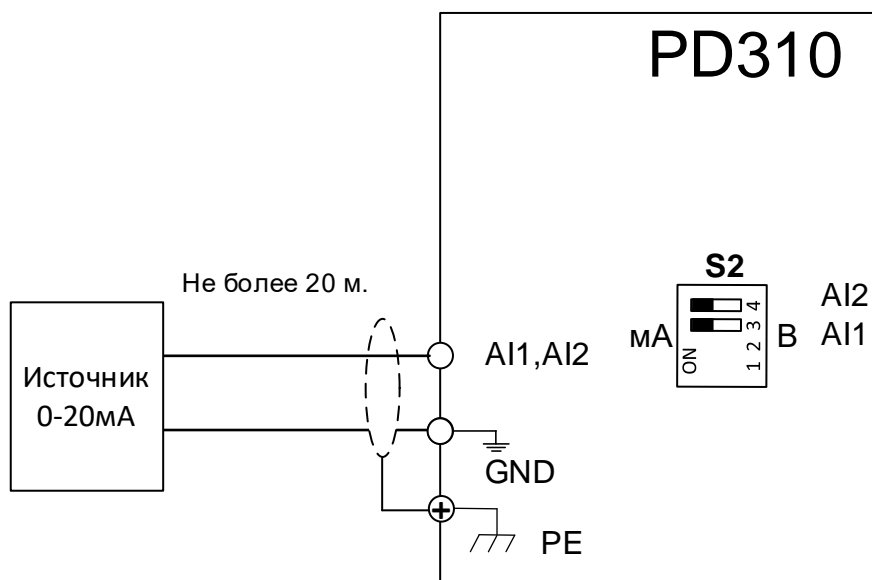 PD310
Не более 20 м.
S2
Источник
0-20мА
AI1,AI2
GND
PE
мА
ON
1 2 3 4
В
AI2
AI1